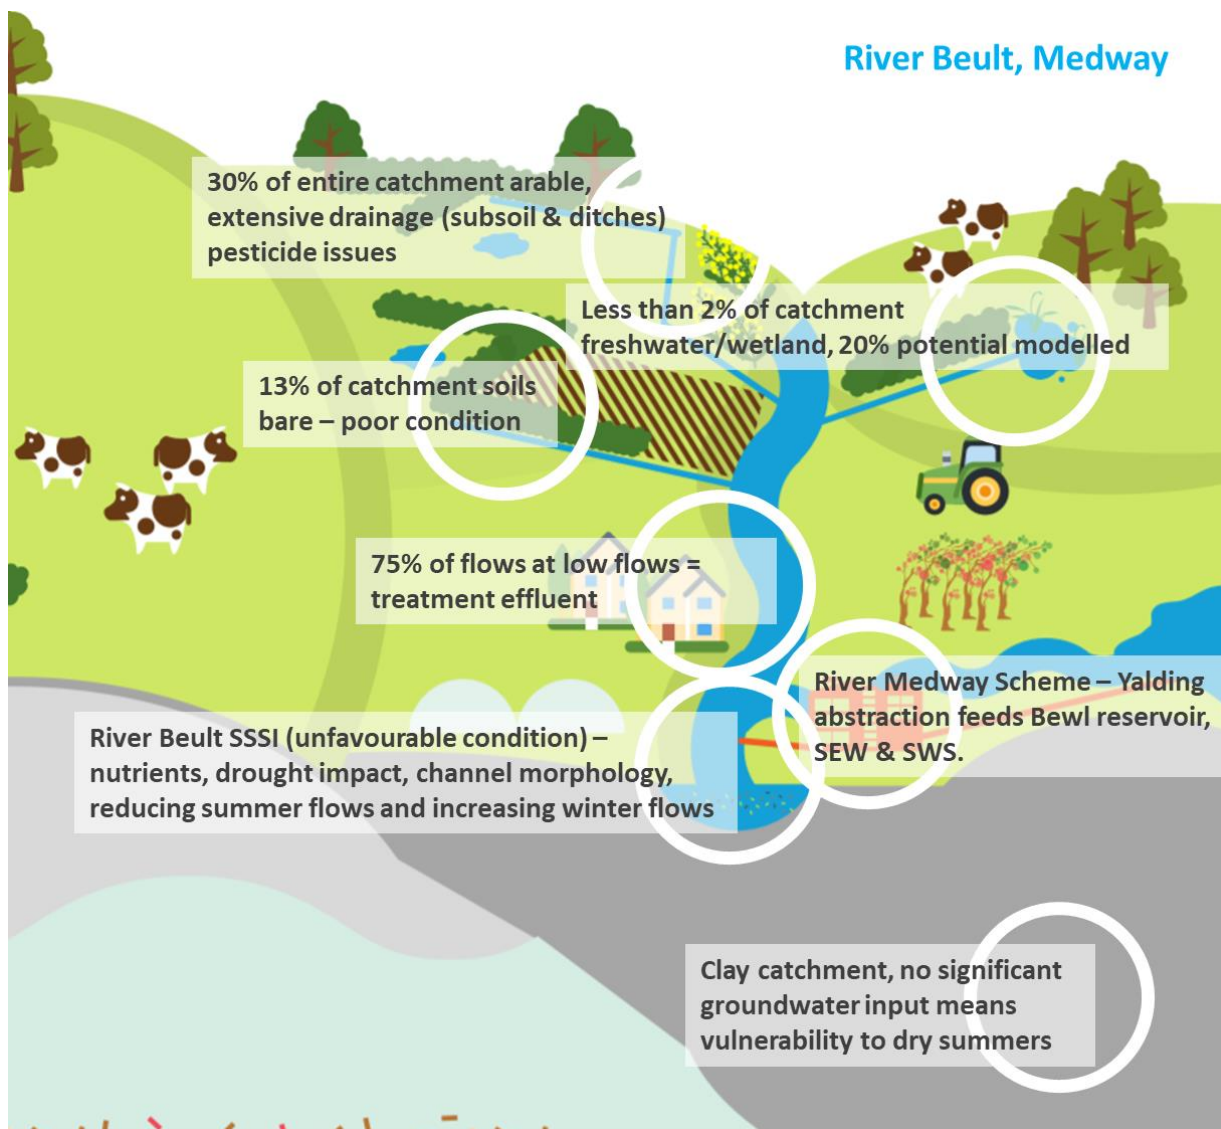 River Beult, Medway
30% of entire catchment arable,
extensive drainage (subsoil & ditches)
pesticide issues
Less than 2% of catchment
freshwater/wetland, 20% potential modelled
13% of catchment soils
bare – poor condition
75% of flows at low flows =
treatment effluent
River Medway Scheme – Yalding
abstraction feeds Bewl reservoir,
SEW & SWS.
River Beult SSSI (unfavourable condition) –
nutrients, drought impact, channel morphology,
reducing summer flows and increasing winter flows
Clay catchment, no significant
groundwater input means
vulnerability to dry summers